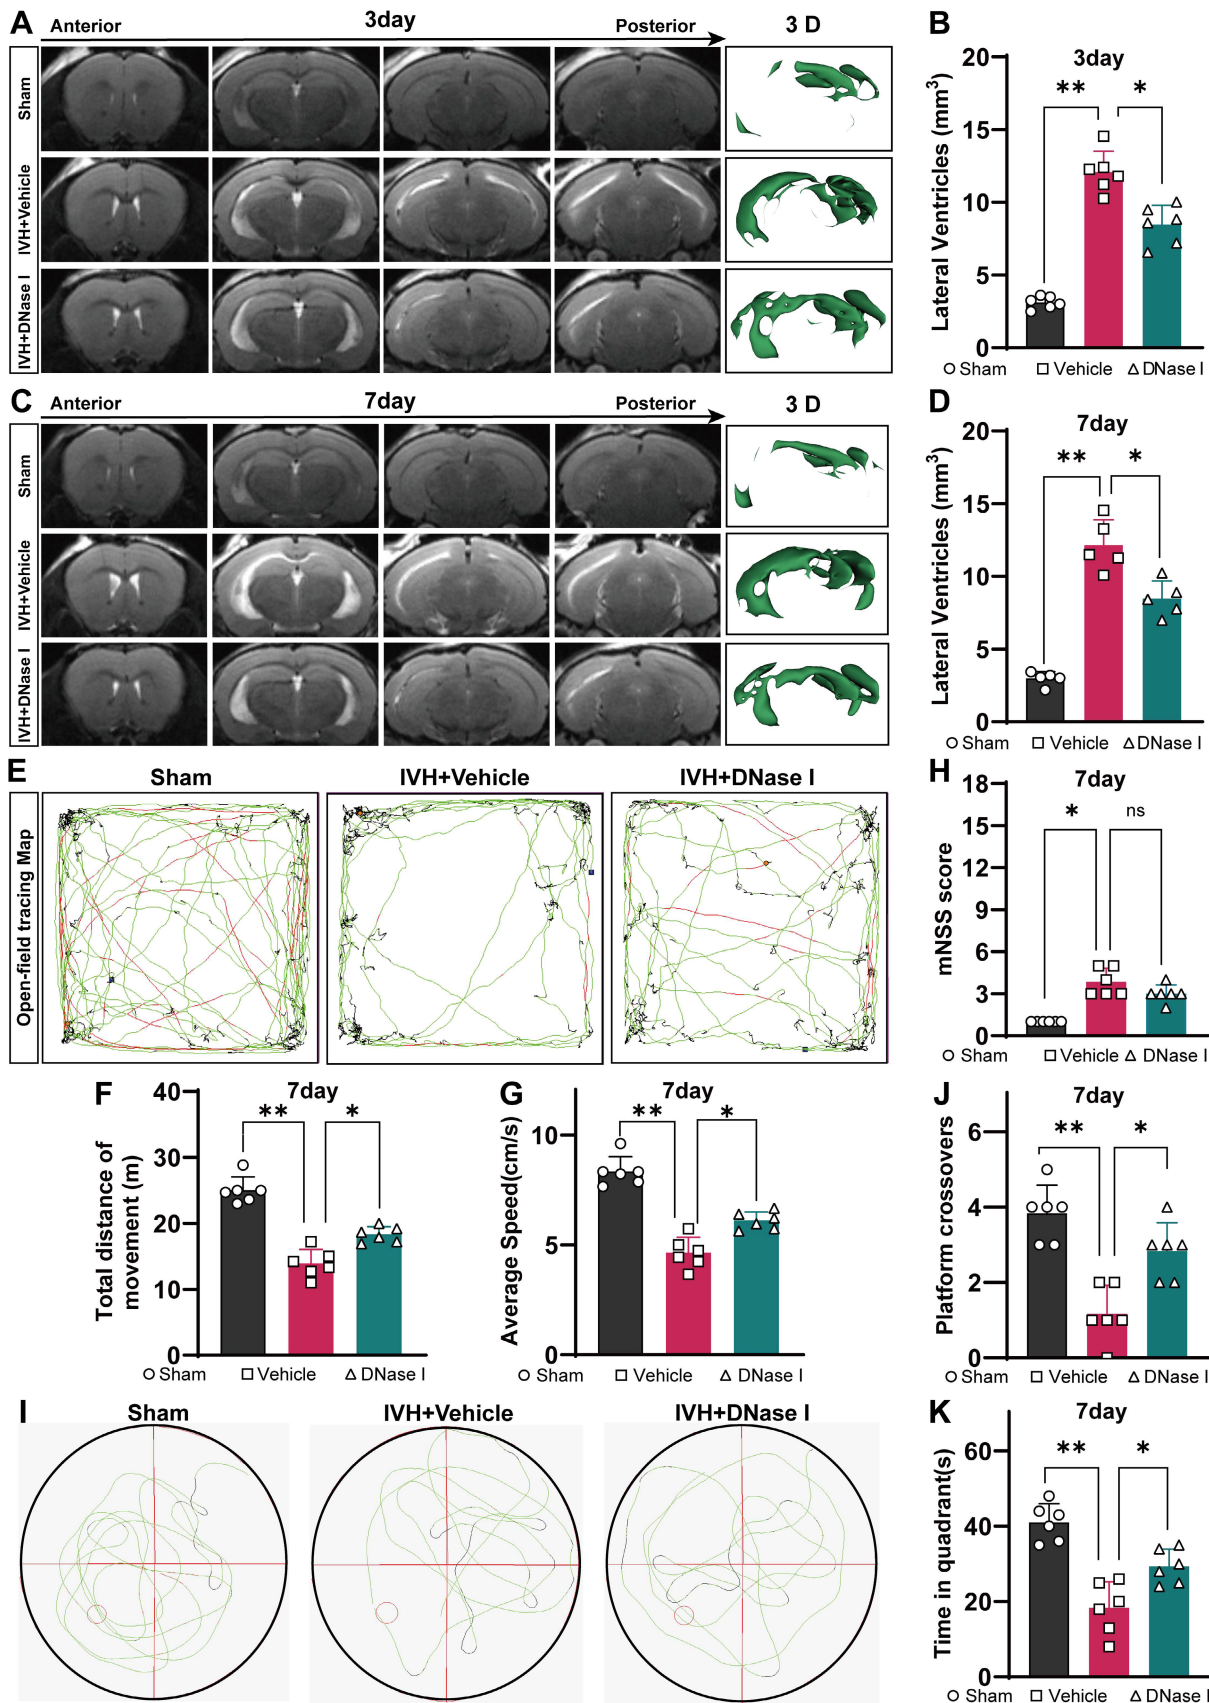 A
Anterior
3day
Posterior
3 D
Sham
IVH+Vehicle
IVH+DNase I
B
3day
Lateral Ventricles (mm³)
20
15
10
5
0
**
*
Sham
Vehicle
DNase I
C
Anterior
7day
Posterior
3 D
Sham
IVH+Vehicle
IVH+DNase I
D
7day
Lateral Ventricles (mm³)
20
15
10
5
0
**
*
Sham
Vehicle
DNase I
E
Sham
IVH+Vehicle
IVH+DNase I
Open-field tracing Map
H
7day
mNSS score
18
15
12
9
6
3
0
*
ns
Sham
Vehicle
DNase I
F
7day
Total distance of
movement (m)
40
30
20
10
0
**
*
Sham
Vehicle
DNase I
G
7day
Average Speed(cm/s)
10
5
0
**
*
Sham
Vehicle
DNase I
J
7day
Platform crossovers
6
4
2
0
**
*
Sham
Vehicle
DNase I
I
Sham
IVH+Vehicle
IVH+DNase I
K
7day
Time in quadrant(s)
60
40
20
0
**
*
Sham
Vehicle
DNase I